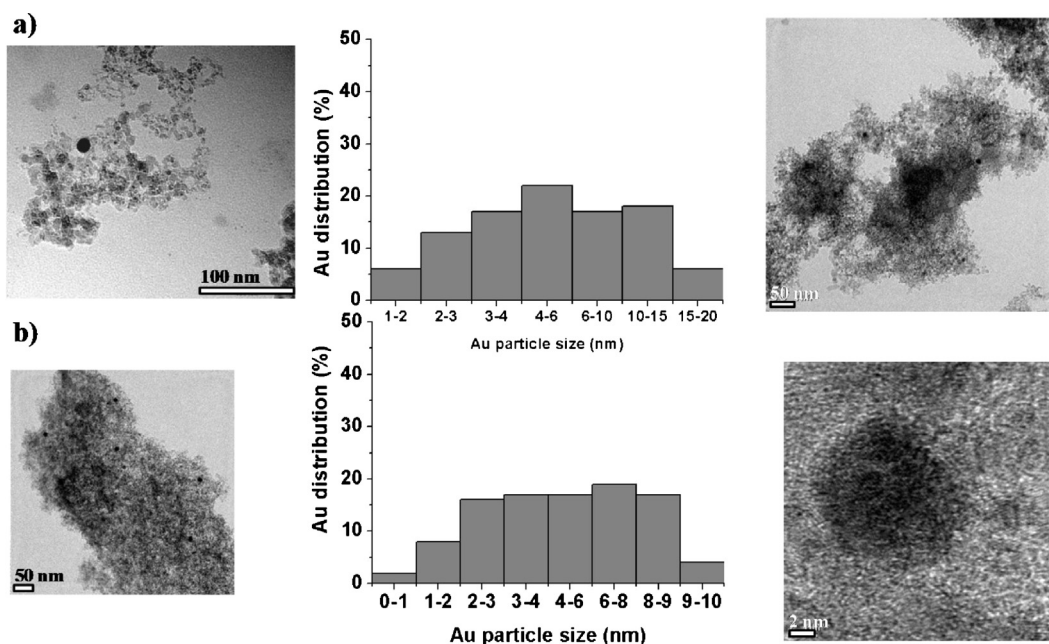 a)
100 nm
50
40
30
20
10
0
Au distribution (%)
1-2 2-3 3-4 4-6 6-10 10-15 15-20
Au particle size (nm)
50 nm
b)
50 nm
50
40
30
20
10
0
Au distribution (%)
0-1 1-2 2-3 3-4 4-6 6-8 8-9 9-10
Au particle size (nm)
2 nm